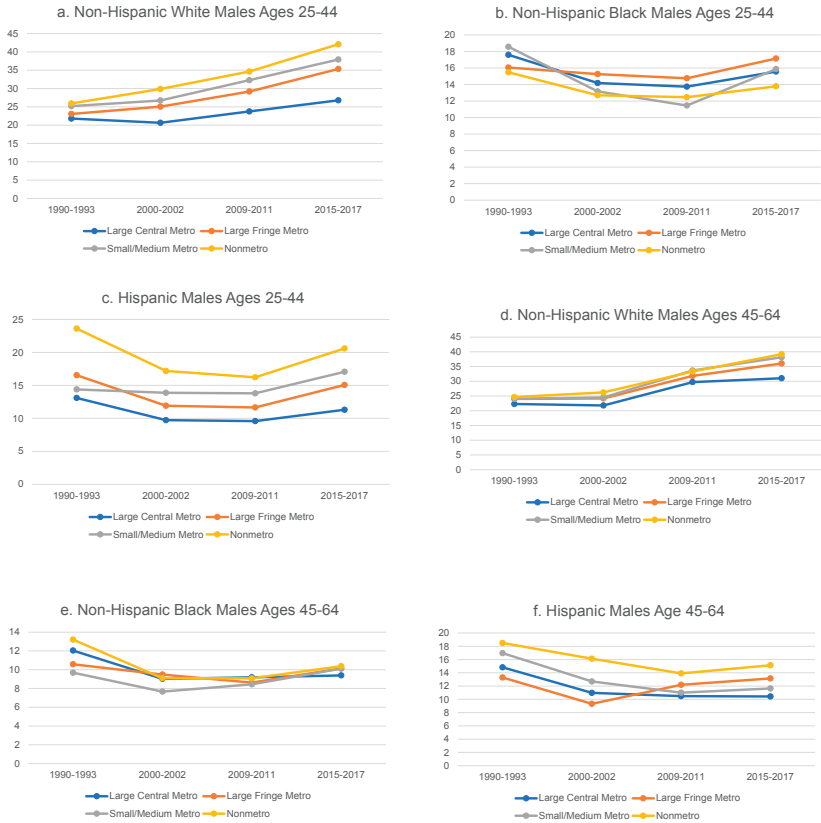 a. Non-Hispanic White Males Ages 25-44
45
40
35
30
25
20
15
10
5
0
1990-1993 2000-2002 2009-2011 2015-2017
Large Central Metro Large Fringe Metro
Small/Medium Metro Nonmetro
b. Non-Hispanic Black Males Ages 25-44
20
18
16
14
12
10
8
6
4
2
0
1990-1993 2000-2002 2009-2011 2015-2017
Large Central Metro Large Fringe Metro
Small/Medium Metro Nonmetro
c. Hispanic Males Ages 25-44
25
20
15
10
5
0
1990-1993 2000-2002 2009-2011 2015-2017
Large Central Metro Large Fringe Metro
Small/Medium Metro Nonmetro
d. Non-Hispanic White Males Ages 45-64
45
40
35
30
25
20
15
10
5
0
1990-1993 2000-2002 2009-2011 2015-2017
Large Central Metro Large Fringe Metro
Small/Medium Metro Nonmetro
e. Non-Hispanic Black Males Ages 45-64
14
12
10
8
6
4
2
0
1990-1993 2000-2002 2009-2011 2015-2017
Large Central Metro Large Fringe Metro
Small/Medium Metro Nonmetro
f. Hispanic Males Age 45-64
20
18
16
14
12
10
8
6
4
2
0
1990-1993 2000-2002 2009-2011 2015-2017
Large Central Metro Large Fringe Metro
Small/Medium Metro Nonmetro